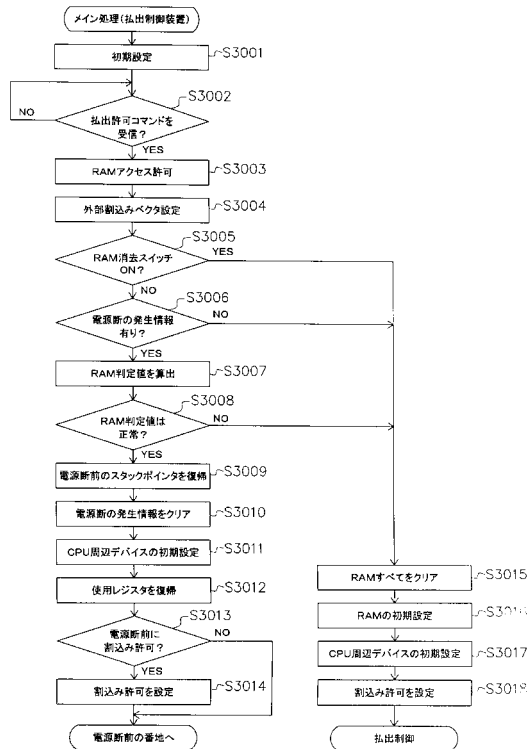 メイン処理(払出制御装置)
初期設定
S3001
S3002
払出許可コマンドを
受信?
NO
YES
RAMアクセス許可
S3003
外部割込みベクタ設定
S3004
S3005
RAM消去スイッチ
ON?
YES
NO
S3006
電源断の発生情報
有り?
NO
YES
RAM判定値を算出
S3007
S3008
RAM判定値は
正常?
NO
YES
電源断前のスタックポインタを復帰
S3009
電源断の発生情報をクリア
S3010
CPU周辺デバイスの初期設定
S3011
使用レジスタを復帰
S3012
S3013
電源断前に
割込み許可?
NO
YES
割込み許可を設定
S3014
電源断前の番地へ
RAMすべてをクリア
S3015
RAMの初期設定
S3016
CPU周辺デバイスの初期設定
S3017
割込み許可を設定
S3018
払出制御